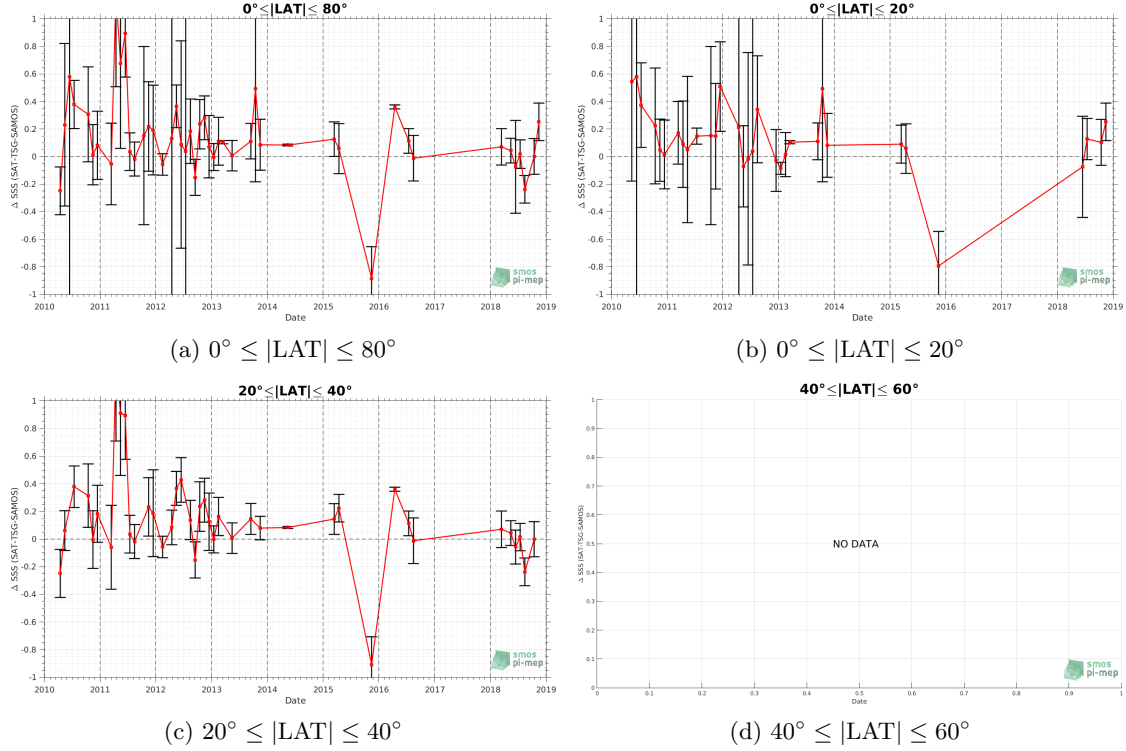 0°≤|LAT|≤ 80°
Δ SSS (SAT-TSG-SAMOS)
1
0.8
0.6
0.4
0.2
0
-0.2
-0.4
-0.6
-0.8
-1
2010 2011 2012 2013 2014 2015 2016 2017 2018 2019
Date
smos
pi-mep
(a) 0° ≤ |LAT| ≤ 80°
0°≤|LAT|≤ 20°
Δ SSS (SAT-TSG-SAMOS)
1
0.8
0.6
0.4
0.2
0
-0.2
-0.4
-0.6
-0.8
-1
2010 2011 2012 2013 2014 2015 2016 2017 2018 2019
Date
smos
pi-mep
(b) 0° ≤ |LAT| ≤ 20°
20°≤|LAT|≤ 40°
Δ SSS (SAT-TSG-SAMOS)
1
0.8
0.6
0.4
0.2
0
-0.2
-0.4
-0.6
-0.8
-1
2010 2011 2012 2013 2014 2015 2016 2017 2018 2019
Date
smos
pi-mep
(c) 20° ≤ |LAT| ≤ 40°
40°≤|LAT|≤ 60°
Δ SSS (SAT-TSG-SAMOS)
1
0.9
0.8
0.7
0.6
0.5
0.4
0.3
0.2
0.1
0
NO DATA
0 0.1 0.2 0.3 0.4 0.5 0.6 0.7 0.8 0.9 1
Date
smos
pi-mep
(d) 40° ≤ |LAT| ≤ 60°